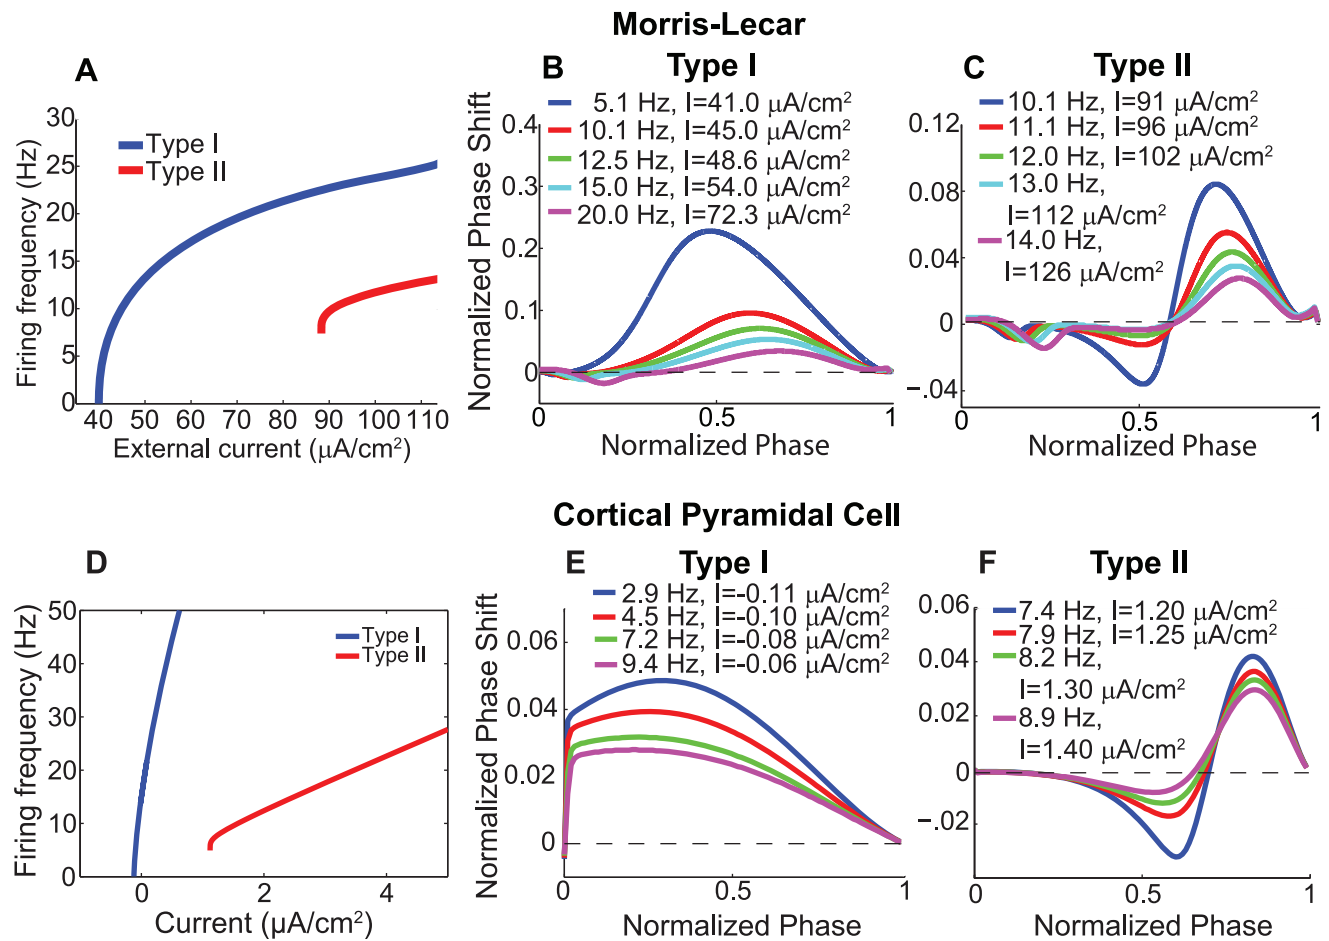 Morris-Lecar
A
Firing frequency (Hz)
30
25
20
15
10
5
0
Type I
Type II
40 50 60 70 80 90 100 110
External current (μA/cm²)
B Type I
Normalized Phase Shift
5.1 Hz, I=41.0 μA/cm²
10.1 Hz, I=45.0 μA/cm²
12.5 Hz, I=48.6 μA/cm²
15.0 Hz, I=54.0 μA/cm²
20.0 Hz, I=72.3 μA/cm²
0.4
0.3
0.2
0.1
0
0 0.5 1
Normalized Phase
C Type II
10.1 Hz, I=91 μA/cm²
11.1 Hz, I=96 μA/cm²
12.0 Hz, I=102 μA/cm²
13.0 Hz,
I=112 μA/cm²
14.0 Hz,
I=126 μA/cm²
0.12
0.08
0.04
0
−.04
0 0.5 1
Normalized Phase
Cortical Pyramidal Cell
D
Firing frequency (Hz)
50
40
30
20
10
0
Type I
Type II
0 2 4
Current (μA/cm²)
E Type I
Normalized Phase Shift
2.9 Hz, I=-0.11 μA/cm²
4.5 Hz, I=-0.10 μA/cm²
7.2 Hz, I=-0.08 μA/cm²
9.4 Hz, I=-0.06 μA/cm²
0.06
0.04
0.02
0
0 0.5 1
Normalized Phase
F Type II
7.4 Hz, I=1.20 μA/cm²
7.9 Hz, I=1.25 μA/cm²
8.2 Hz,
I=1.30 μA/cm²
8.9 Hz,
I=1.40 μA/cm²
0.06
0.04
0.02
0
−.02
0 0.5 1
Normalized Phase